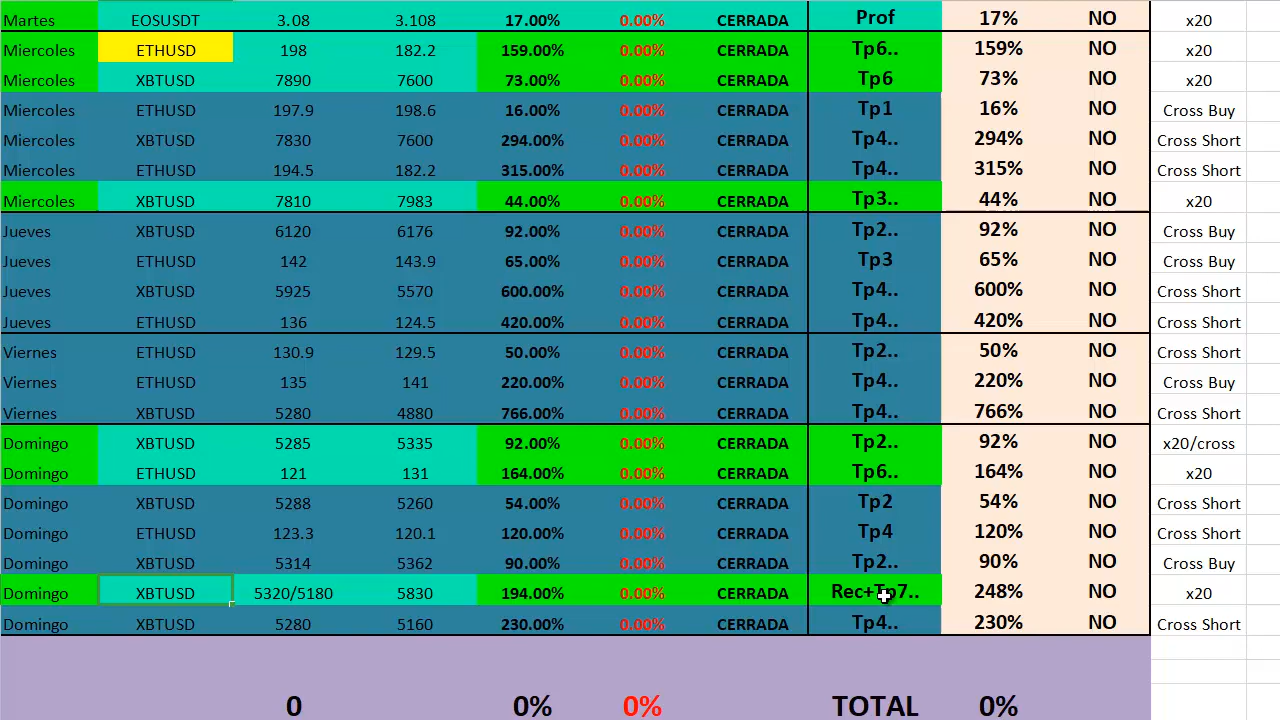 Martes EOSUSDT 3.08 3.108 17.00% 0.00% CERRADA Prof 17% NO x20
Miercoles ETHUSD 198 182.2 159.00% 0.00% CERRADA Tp6.. 159% NO x20
Miercoles XBTUSD 7890 7600 73.00% 0.00% CERRADA Tp6 73% NO x20
Miercoles ETHUSD 197.9 198.6 16.00% 0.00% CERRADA Tp1 16% NO Cross Buy
Miercoles XBTUSD 7830 7600 294.00% 0.00% CERRADA Tp4.. 294% NO Cross Short
Miercoles ETHUSD 194.5 182.2 315.00% 0.00% CERRADA Tp4.. 315% NO Cross Short
Miercoles XBTUSD 7810 7983 44.00% 0.00% CERRADA Tp3.. 44% NO x20
Jueves XBTUSD 6120 6176 92.00% 0.00% CERRADA Tp2.. 92% NO Cross Buy
Jueves ETHUSD 142 143.9 65.00% 0.00% CERRADA Tp3 65% NO Cross Buy
Jueves XBTUSD 5925 5570 600.00% 0.00% CERRADA Tp4.. 600% NO Cross Short
Jueves ETHUSD 136 124.5 420.00% 0.00% CERRADA Tp4.. 420% NO Cross Short
Viernes ETHUSD 130.9 129.5 50.00% 0.00% CERRADA Tp2.. 50% NO Cross Short
Viernes ETHUSD 135 141 220.00% 0.00% CERRADA Tp4.. 220% NO Cross Buy
Viernes XBTUSD 5280 4880 766.00% 0.00% CERRADA Tp4.. 766% NO Cross Short
Domingo XBTUSD 5285 5335 92.00% 0.00% CERRADA Tp2.. 92% NO x20/cross
Domingo ETHUSD 121 131 164.00% 0.00% CERRADA Tp6.. 164% NO x20
Domingo XBTUSD 5288 5260 54.00% 0.00% CERRADA Tp2 54% NO Cross Short
Domingo ETHUSD 123.3 120.1 120.00% 0.00% CERRADA Tp4 120% NO Cross Short
Domingo XBTUSD 5314 5362 90.00% 0.00% CERRADA Tp2.. 90% NO Cross Buy
Domingo XBTUSD 5320/5180 5830 194.00% 0.00% CERRADA Rec+Tp7.. 248% NO x20
Domingo XBTUSD 5280 5160 230.00% 0.00% CERRADA Tp4.. 230% NO Cross Short
0 0% 0% TOTAL 0%